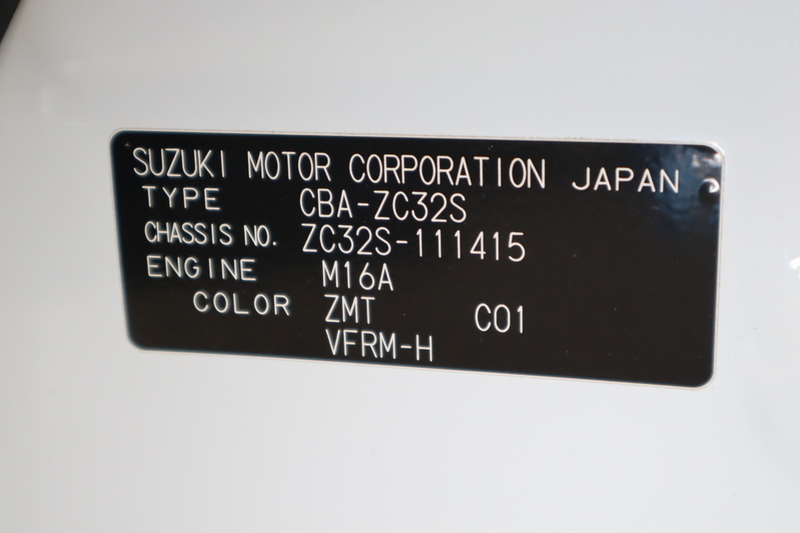 SUZUKI MOTOR CORPORATION JAPAN
TYPE CBA-ZC32S
CHASSIS NO. ZC32S-111415
ENGINE M16A
COLOR ZMT C01
VFRM-H